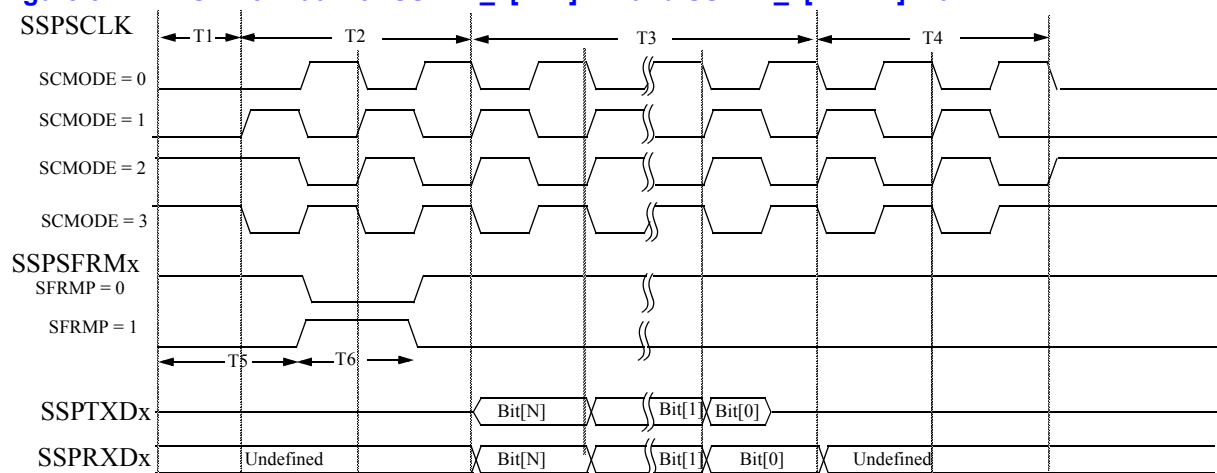 SSPSCLK
T1 T2 T3 T4
SCMODE = 0
SCMODE = 1
SCMODE = 2
SCMODE = 3
SSPSFRMx
SFRMP = 0
SFRMP = 1
T5 T6
SSPTXDx Bit[N] Bit[1] Bit[0]
SSPRXDx Undefined Bit[N] Bit[1] Bit[0] Undefined